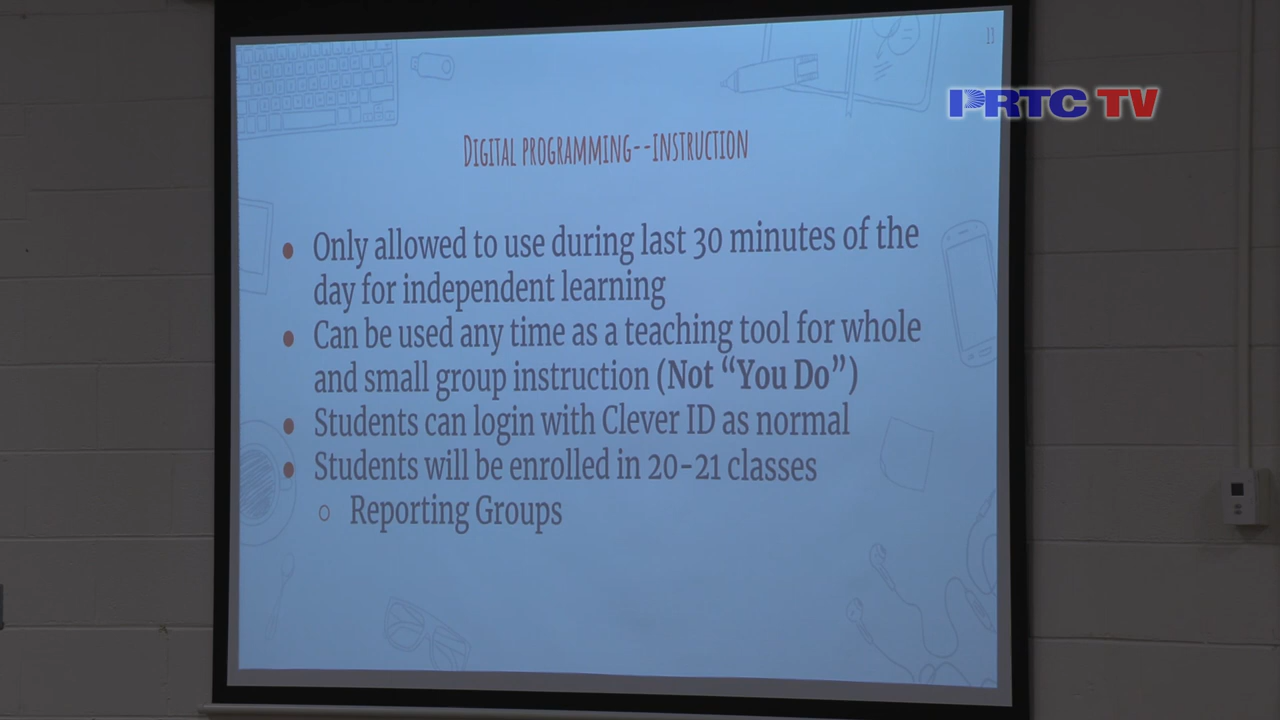 13
PRTC TV
DIGITAL PROGRAMMING--INSTRUCTION
Only allowed to use during last 30 minutes of the
day for independent learning
Can be used any time as a teaching tool for whole
and small group instruction (Not “You Do”)
Students can login with Clever ID as normal
Students will be enrolled in 20-21 classes
Reporting Groups